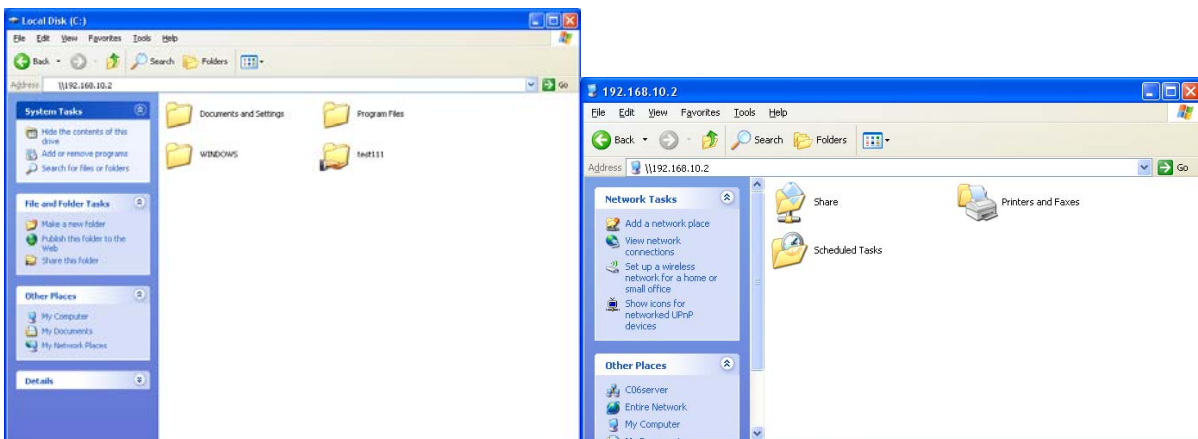 Local Disk (C:)
File Edit View Favorites Tools Help
Back Search Folders
Address \\192.168.10.2 Go
System Tasks
Hide the contents of this
drive
Add or remove programs
Search for files or folders
File and Folder Tasks
Make a new folder
Publish this folder to the
Web
Share this folder
Other Places
My Computer
My Documents
My Network Places
Details
Documents and Settings
Program Files
WINDOWS
test111
192.168.10.2
File Edit View Favorites Tools Help
Back Search Folders
Address \\192.168.10.2 Go
Network Tasks
Add a network place
View network
connections
Set up a wireless
network for a home or
small office
Show icons for
networked UPnP
devices
Other Places
C06server
Entire Network
My Computer
Share
Printers and Faxes
Scheduled Tasks